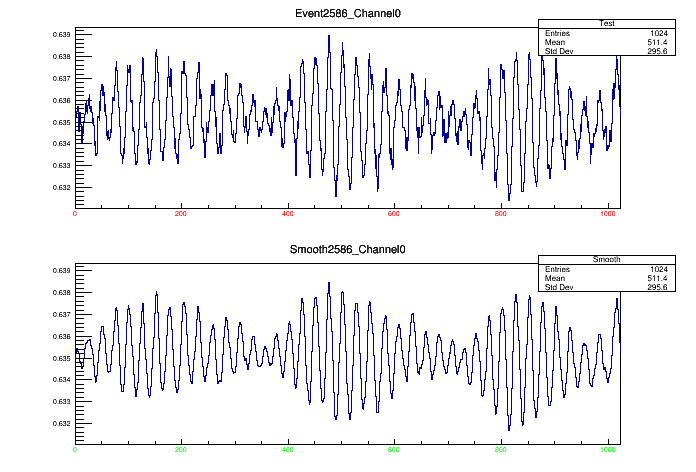 Event2586_Channel0
Test
Entries 1024
Mean 511.4
Std Dev 295.6
0.639
0.638
0.637
0.636
0.635
0.634
0.633
0.632
0 200 400 600 800 1000
Smooth2586_Channel0
Smooth
Entries 1024
Mean 511.4
Std Dev 295.6
0.639
0.638
0.637
0.636
0.635
0.634
0.633
0.632
0 200 400 600 800 1000